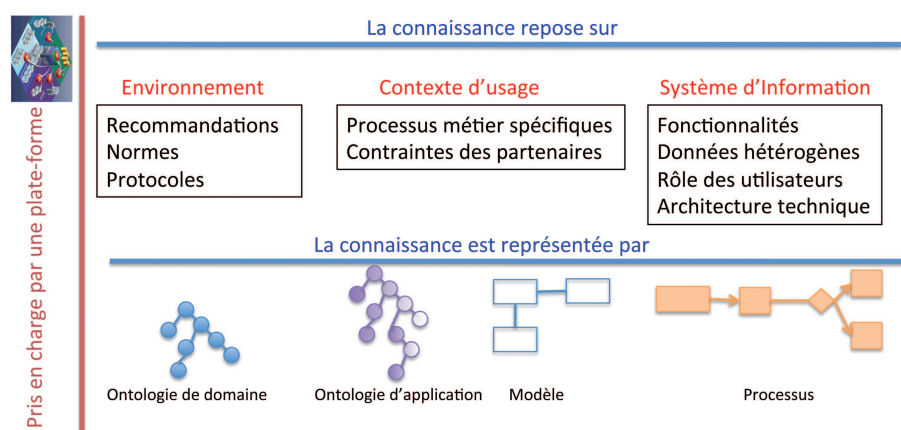 La connaissance repose sur
Environnement
Contexte d'usage
Système d'Information
Recommandations
Normes
Protocoles
Processus métier spécifiques
Contraintes des partenaires
Fonctionnalités
Données hétérogènes
Rôle des utilisateurs
Architecture technique
La connaissance est représentée par
Ontologie de domaine
Ontologie d'application
Modèle
Processus
Pris en charge par une plate-forme